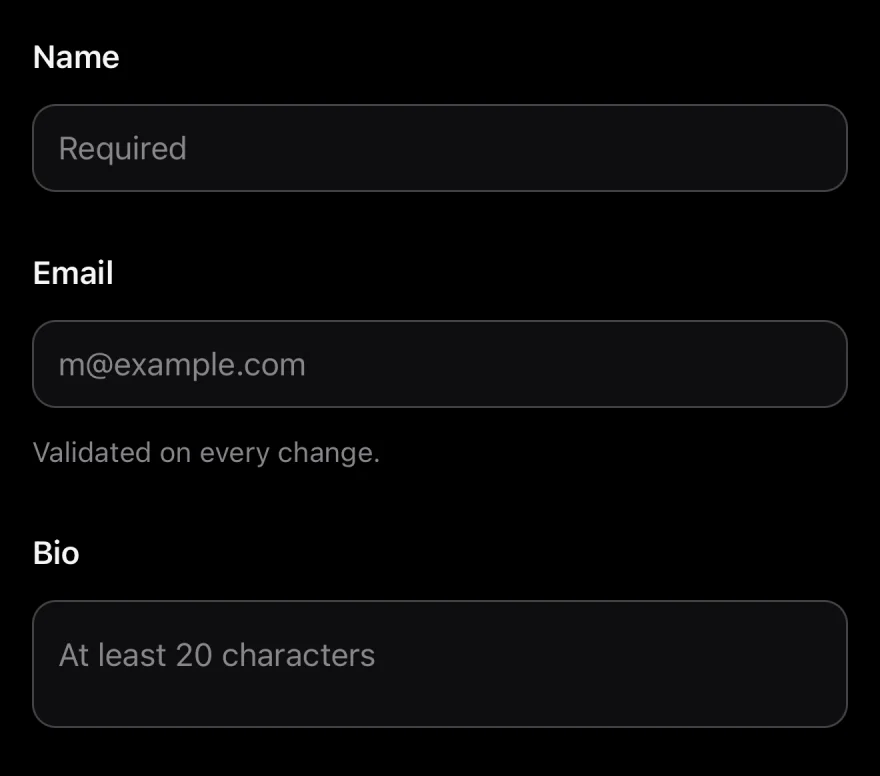 Name
Required
Email
m@example.com
Validated on every change.
Bio
At least 20 characters